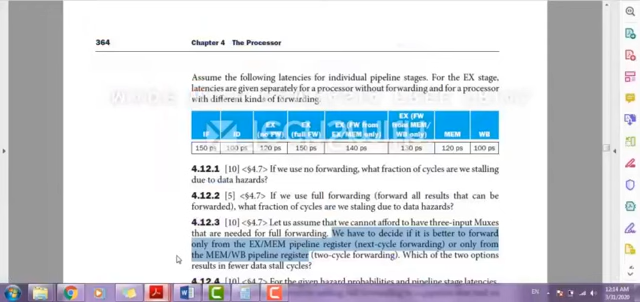 364
Chapter 4 The Processor
Assume the following latencies for individual pipeline stages. For the EX stage,
latencies are given separately for a processor without forwarding and for a processor
with different kinds of forwarding.
IF ID EX (no FW) EX (full FW) EX (FW from EX/MEM only) EX (FW from MEM/WB only) MEM WB
150 ps 100 ps 120 ps 150 ps 140 ps 130 ps 120 ps 100 ps
4.12.1 [10] <§4.7> If we use no forwarding, what fraction of cycles are we stalling
due to data hazards?
4.12.2 [5] <§4.7> If we use full forwarding (forward all results that can be
forwarded), what fraction of cycles are we staling due to data hazards?
4.12.3 [10] <§4.7> Let us assume that we cannot afford to have three-input Muxes
that are needed for full forwarding. We have to decide if it is better to forward
only from the EX/MEM pipeline register (next-cycle forwarding) or only from
the MEM/WB pipeline register (two-cycle forwarding). Which of the two options
results in fewer data stall cycles?
4.12.4 [10] <§4.7> For the given hazard probabilities and pipeline stage
EN
12:14 AM
3/31/2020